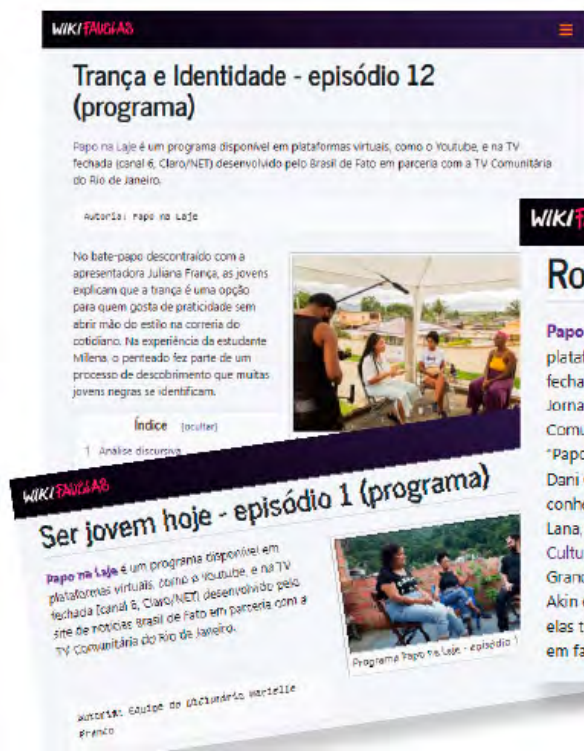 WIKI FAVELAS
Trança e Identidade - episódio 12
(programa)
Papo na Laje é um programa disponível em plataformas virtuais, como o Youtube, e na TV
fechada (canal 6, Claro/NET) desenvolvido pelo Brasil de Fato em parceria com a TV Comunitária
do Rio de Janeiro.
Autoria: Papo na Laje
No bate-papo descontraído com a
apresentadora Juliana França, as jovens
explicam que a trança é uma opção
para quem gosta de praticidade sem
abrir mão do estilo na correria do
cotidiano. Na experiência da estudante
Milena, o penteado fez parte de um
processo de descobrimento que muitas
jovens negras se identificam.
Índice [ocultar]
1 Análise discursiva
WIKI FAVELAS
Ser jovem hoje - episódio 1 (programa)
Papo na Laje é um programa disponível em
plataformas virtuais, como o Youtube, e na TV
fechada (canal 6, Claro/NET) desenvolvido pelo
site de notícias Brasil de Fato em parceria com a
TV Comunitária do Rio de Janeiro.
Programa Papo na Laje - episódio 1
Autoria: Equipe do Dicionário Marielle
Franco
WIKI F
Ro
Papo
plataf
fecha
Jorna
Comu
"Papo
Dani
conhe
Lana,
Cultu
Grand
Akin
elas t
em fa